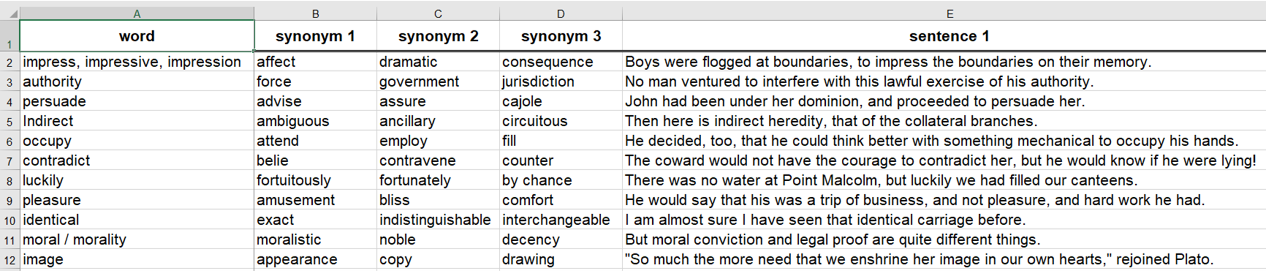 A B C D E
1 word synonym 1 synonym 2 synonym 3 sentence 1
2 impress, impressive, impression affect dramatic consequence Boys were flogged at boundaries, to impress the boundaries on their memory.
3 authority force government jurisdiction No man ventured to interfere with this lawful exercise of his authority.
4 persuade advise assure cajole John had been under her dominion, and proceeded to persuade her.
5 Indirect ambiguous ancillary circuitous Then here is indirect heredity, that of the collateral branches.
6 occupy attend employ fill He decided, too, that he could think better with something mechanical to occupy his hands.
7 contradict belie contravene counter The coward would not have the courage to contradict her, but he would know if he were lying!
8 luckily fortuitously fortunately by chance There was no water at Point Malcolm, but luckily we had filled our canteens.
9 pleasure amusement bliss comfort He would say that his was a trip of business, and not pleasure, and hard work he had.
10 identical exact indistinguishable interchangeable I am almost sure I have seen that identical carriage before.
11 moral / morality moralistic noble decency But moral conviction and legal proof are quite different things.
12 image appearance copy drawing "So much the more need that we enshrine her image in our own hearts," rejoined Plato.